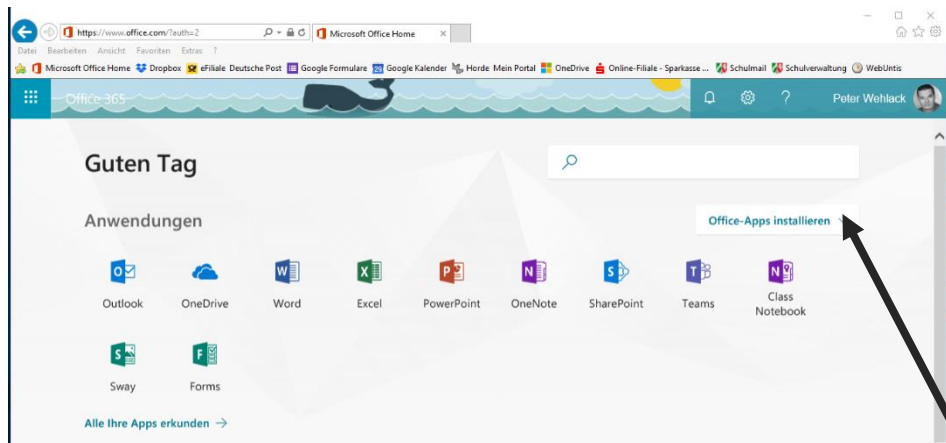 https://www.office.com/?auth=2
Microsoft Office Home
Datei Bearbeiten Ansicht Favoriten Extras ?
Microsoft Office Home Dropbox eFiliale Deutsche Post Google Formulare Google Kalender Horde Mein Portal OneDrive Online-Filiale - Sparkasse ... Schulmail Schulverwaltung WebUntis
Office 365 ? Peter Wehlack
Guten Tag
Anwendungen Office-Apps installieren
Outlook OneDrive Word Excel PowerPoint OneNote SharePoint Teams Class
Notebook
Sway Forms
Alle Ihre Apps erkunden →